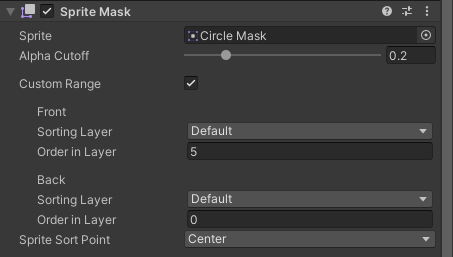 Sprite Mask
Sprite Circle Mask
Alpha Cutoff 0.2
Custom Range
Front
Sorting Layer Default
Order in Layer 5
Back
Sorting Layer Default
Order in Layer 0
Sprite Sort Point Center